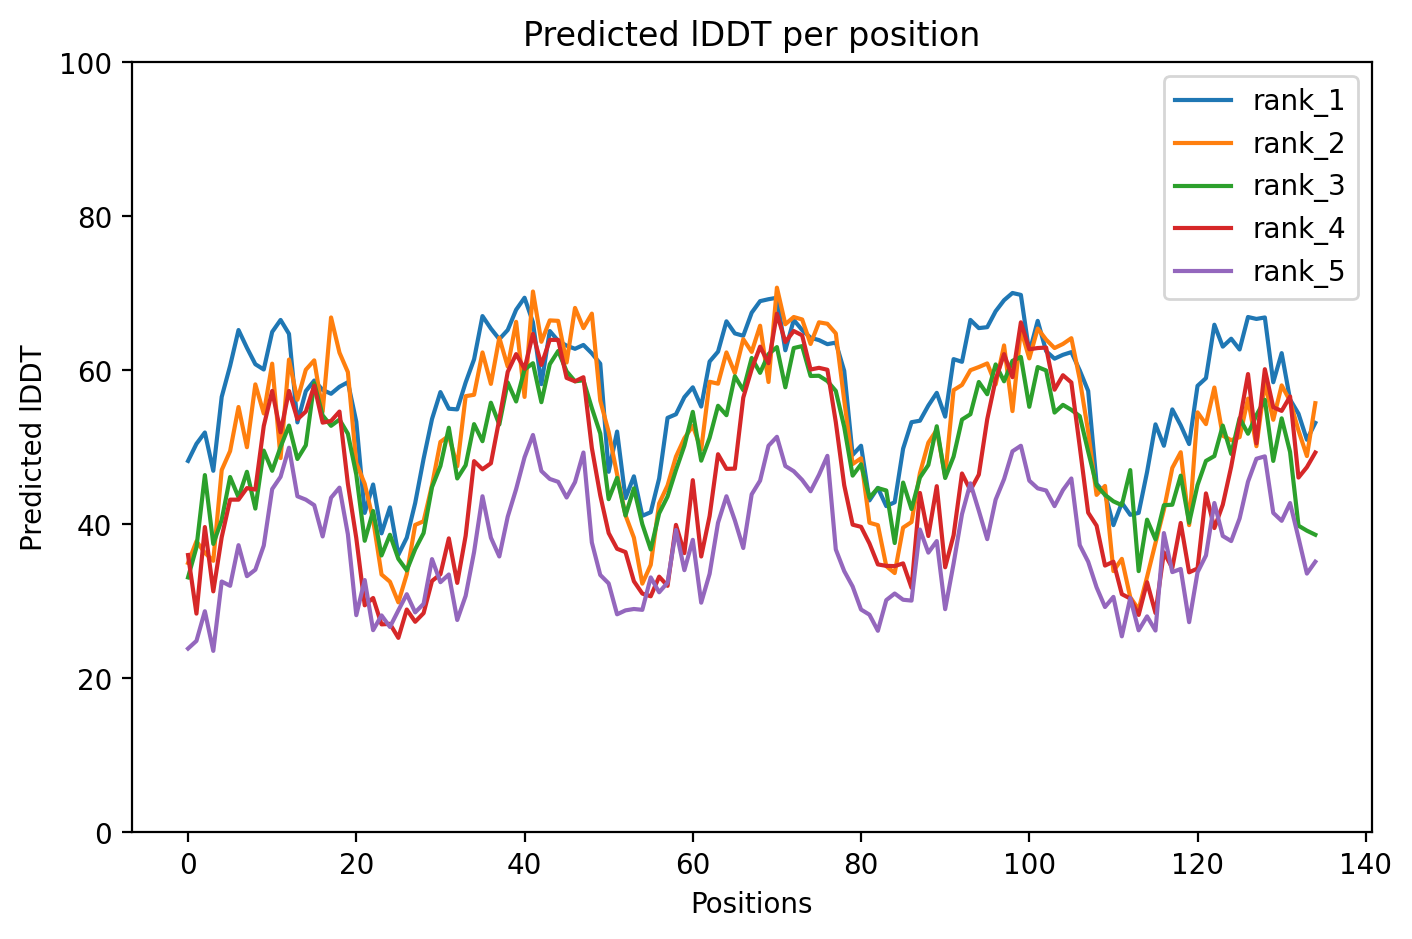 Predicted lDDT per position
100
80
60
40
20
0
Predicted lDDT
0 20 40 60 80 100 120 140
Positions
rank_1
rank_2
rank_3
rank_4
rank_5